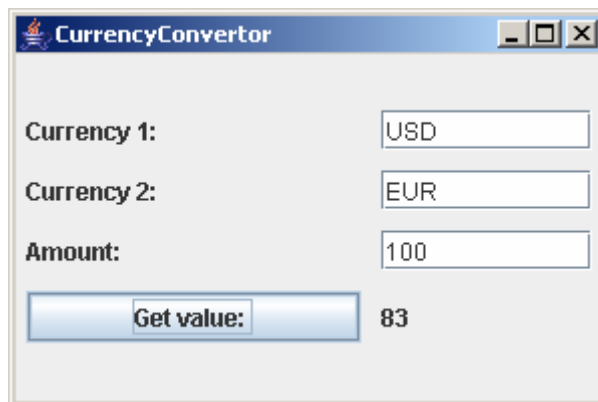 CurrencyConvertor
Currency 1: USD
Currency 2: EUR
Amount: 100
Get value: 83